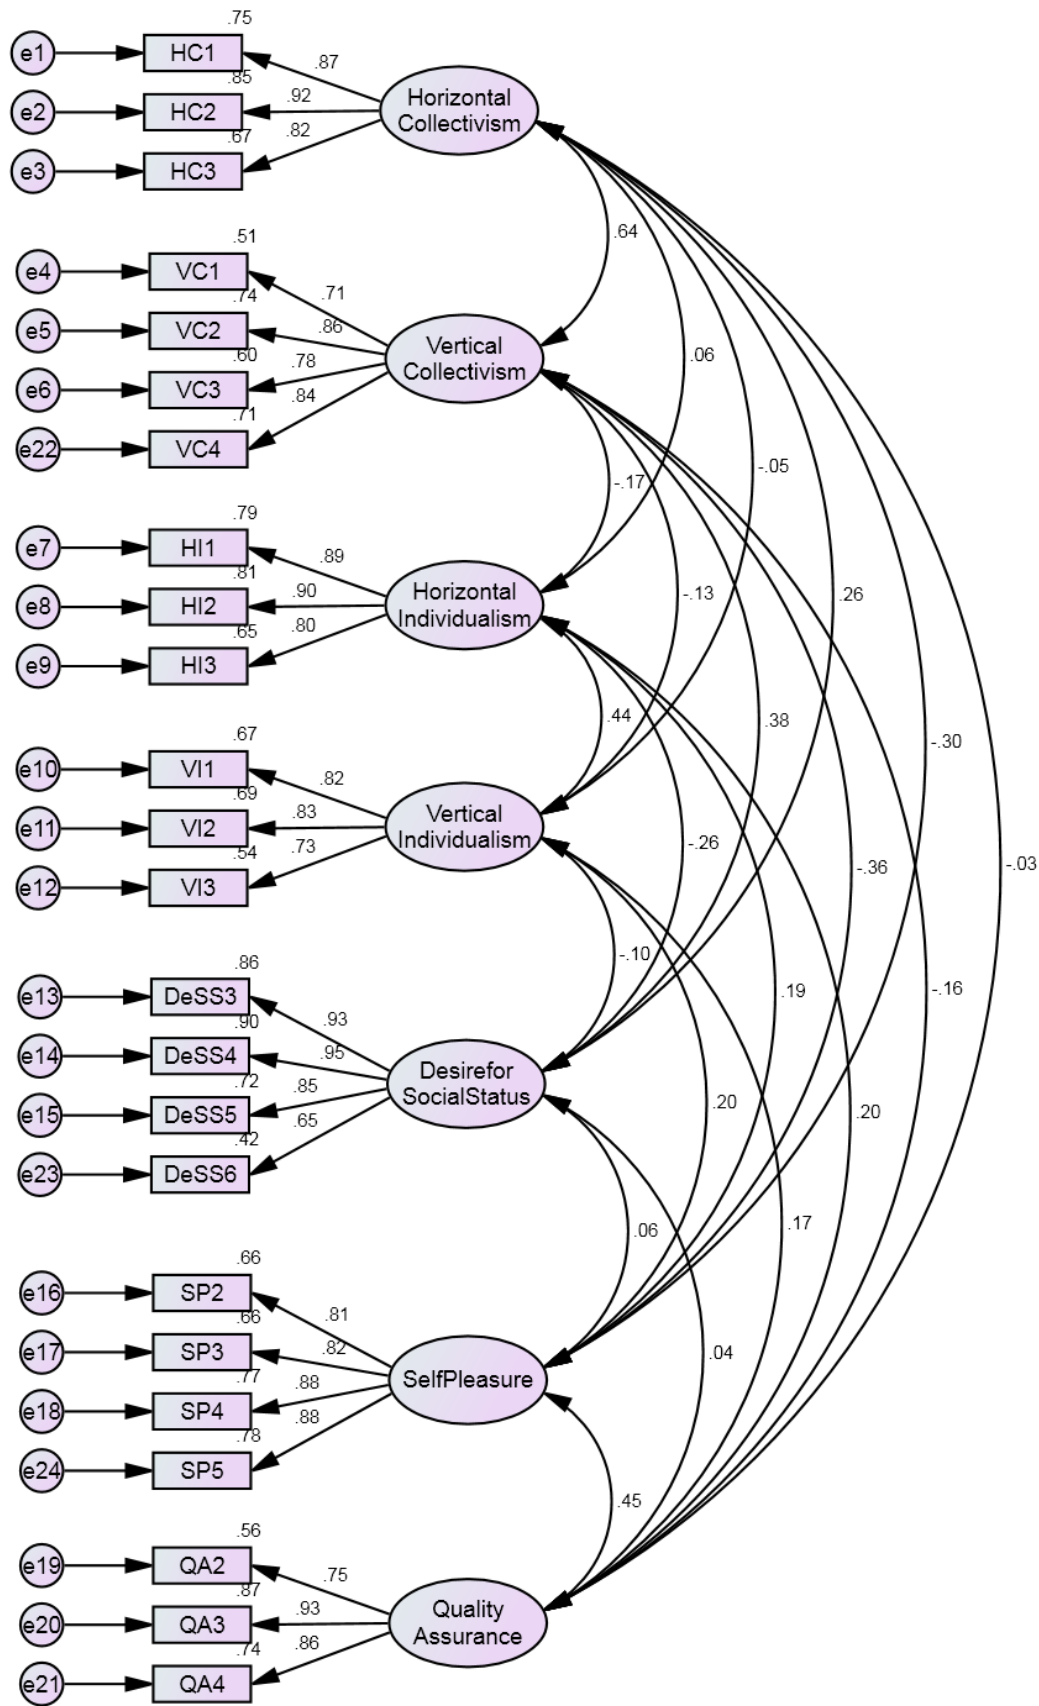 .75
e1
HC1
.87
.85
e2
HC2
.92
Horizontal
Collectivism
.67
.82
e3
HC3
.64
.51
e4
VC1
.71
.74
e5
VC2
.86
Vertical
Collectivism
.06
.60
.78
e6
VC3
.84
.71
e22
VC4
-.05
-.17
.79
e7
HI1
.89
.81
e8
HI2
.90
Horizontal
Individualism
-.13
.26
.65
.80
e9
HI3
.44
.38
.67
-.30
e10
VI1
.82
.69
e11
VI2
.83
Vertical
Individualism
-.26
.54
.73
-.36
-.03
e12
VI3
-.10
.86
e13
DeSS3
.93
.19
-.16
.90
e14
DeSS4
.95
Desirefor
SocialStatus
.72
.85
e15
DeSS5
.65
.20
.20
.42
e23
DeSS6
.06
.17
.66
e16
SP2
.81
.66
e17
SP3
.82
.04
SelfPleasure
.77
.88
e18
SP4
.88
.78
e24
SP5
.45
.56
e19
QA2
.75
.87
e20
QA3
.93
Quality
Assurance
.74
.86
e21
QA4